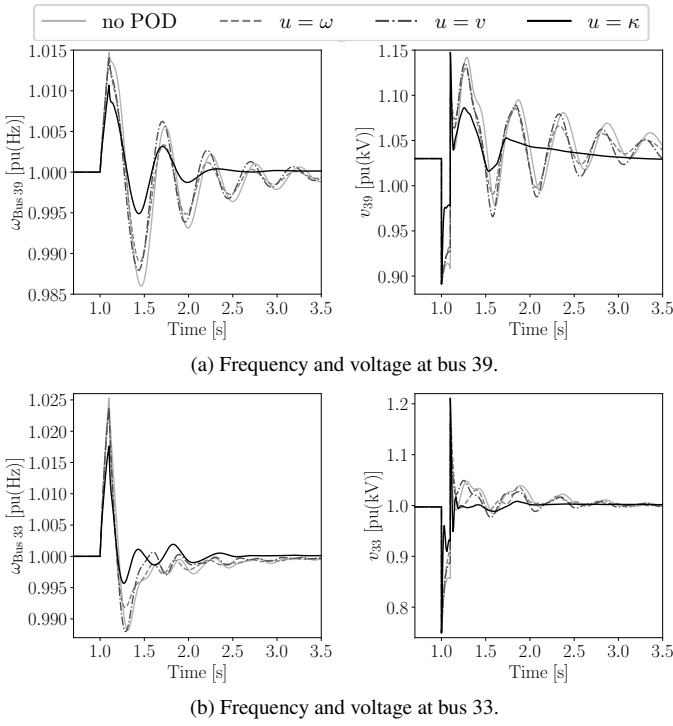 no POD u = ω u = v u = κ
1.015
1.010
1.005
1.000
0.995
0.990
0.985
ωBus 39 [pu(Hz)]
1.0 1.5 2.0 2.5 3.0 3.5
Time [s]
1.15
1.10
1.05
1.00
0.95
0.90
v39 [pu(kV)]
1.0 1.5 2.0 2.5 3.0 3.5
Time [s]
(a) Frequency and voltage at bus 39.
1.025
1.020
1.015
1.010
1.005
1.000
0.995
0.990
ωBus 33 [pu(Hz)]
1.0 1.5 2.0 2.5 3.0 3.5
Time [s]
1.2
1.1
1.0
0.9
0.8
v33 [pu(kV)]
1.0 1.5 2.0 2.5 3.0 3.5
Time [s]
(b) Frequency and voltage at bus 33.